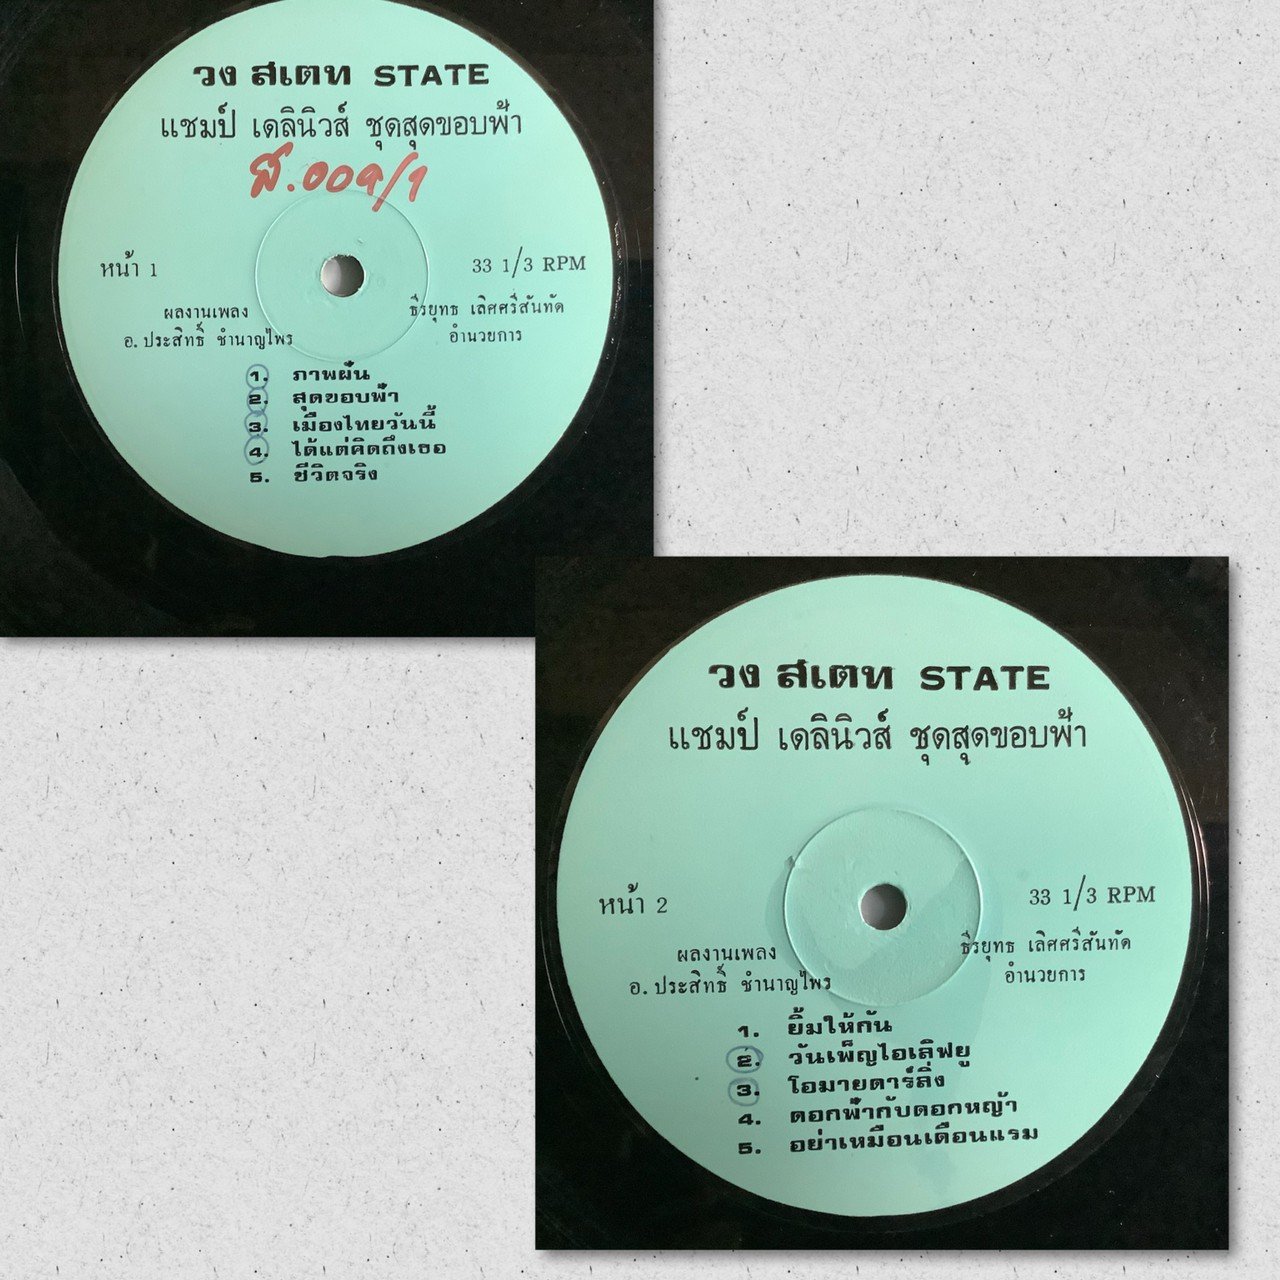 วง สเตท STATE
แชมป์ เดลินิวส์ ชุดสุดขอบฟ้า
ส.009/1
หน้า 1
33 1/3 RPM
ผลงานเพลง
อ.ประสิทธิ์ ชำนาญไพร
ธีรยุทธ เลิศศรีสันทัด
อำนวยการ
1. ภาพฝัน
2. สุดขอบฟ้า
3. เมืองไทยวันนี้
4. ได้แต่คิดถึงเธอ
5. ชีวิตจริง
วง สเตท STATE
แชมป์ เดลินิวส์ ชุดสุดขอบฟ้า
หน้า 2
33 1/3 RPM
ผลงานเพลง
อ.ประสิทธิ์ ชำนาญไพร
ธีรยุทธ เลิศศรีสันทัด
อำนวยการ
1. ยิ้มให้กัน
2. วันเพ็ญไอเลิฟยู
3. โอมายดาร์ลิ่ง
4. ดอกฟ้ากับดอกหญ้า
5. อย่าเหมือนเดือนแรม